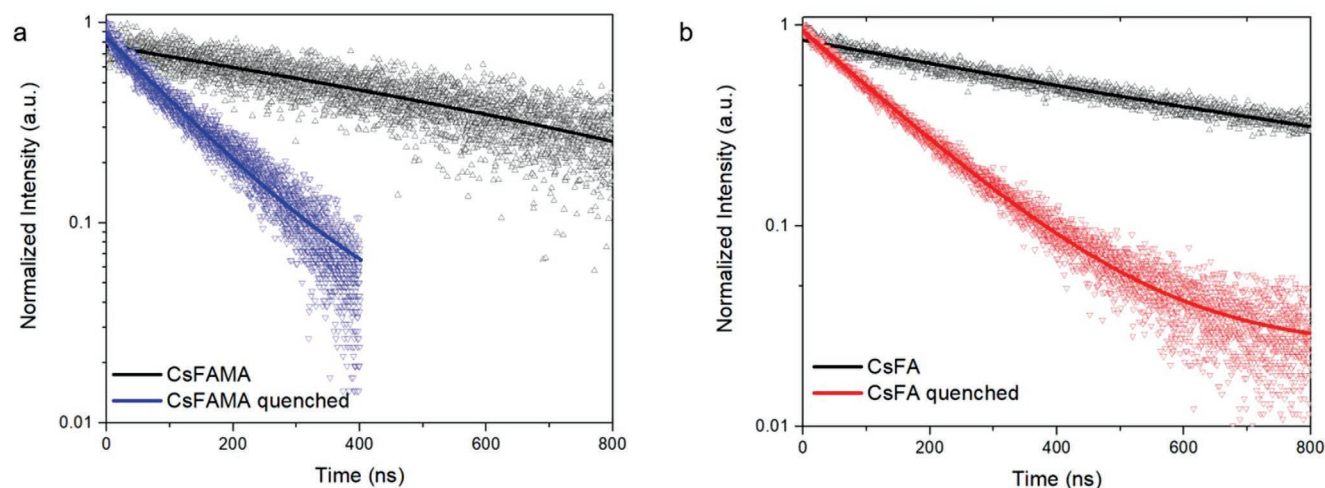 a
Normalized Intensity (a.u.)
1
0.1
0.01
CsFAMA
CsFAMA quenched
0 200 400 600 800
Time (ns)
b
Normalized Intensity (a.u.)
1
0.1
0.01
CsFA
CsFA quenched
0 200 400 600 800
Time (ns)